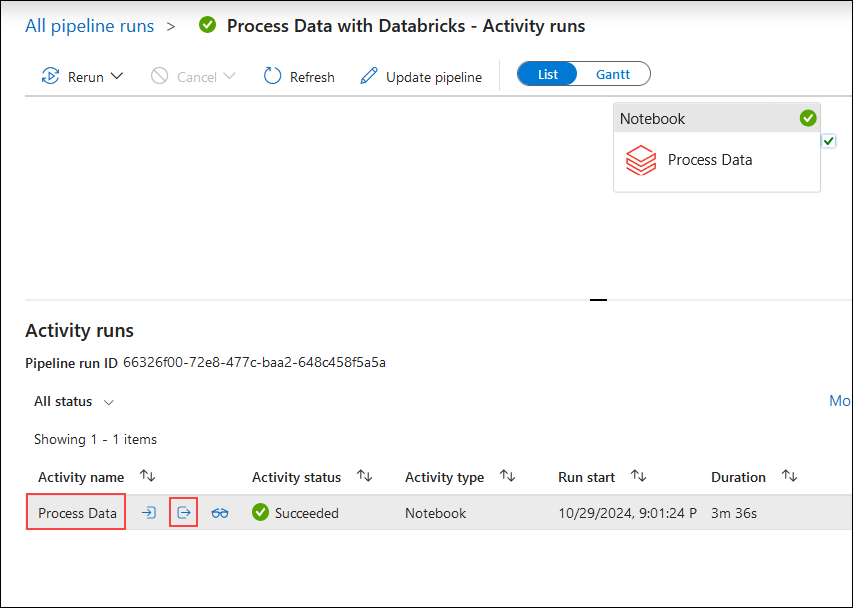 All pipeline runs > Process Data with Databricks - Activity runs
Rerun Cancel Refresh Update pipeline List Gantt
Notebook
Process Data
Activity runs
Pipeline run ID 66326f00-72e8-477c-baa2-648c458f5a5a
All status
Mo
Showing 1 - 1 items
Activity name Activity status Activity type Run start Duration
Process Data Succeeded Notebook 10/29/2024, 9:01:24 P 3m 36s